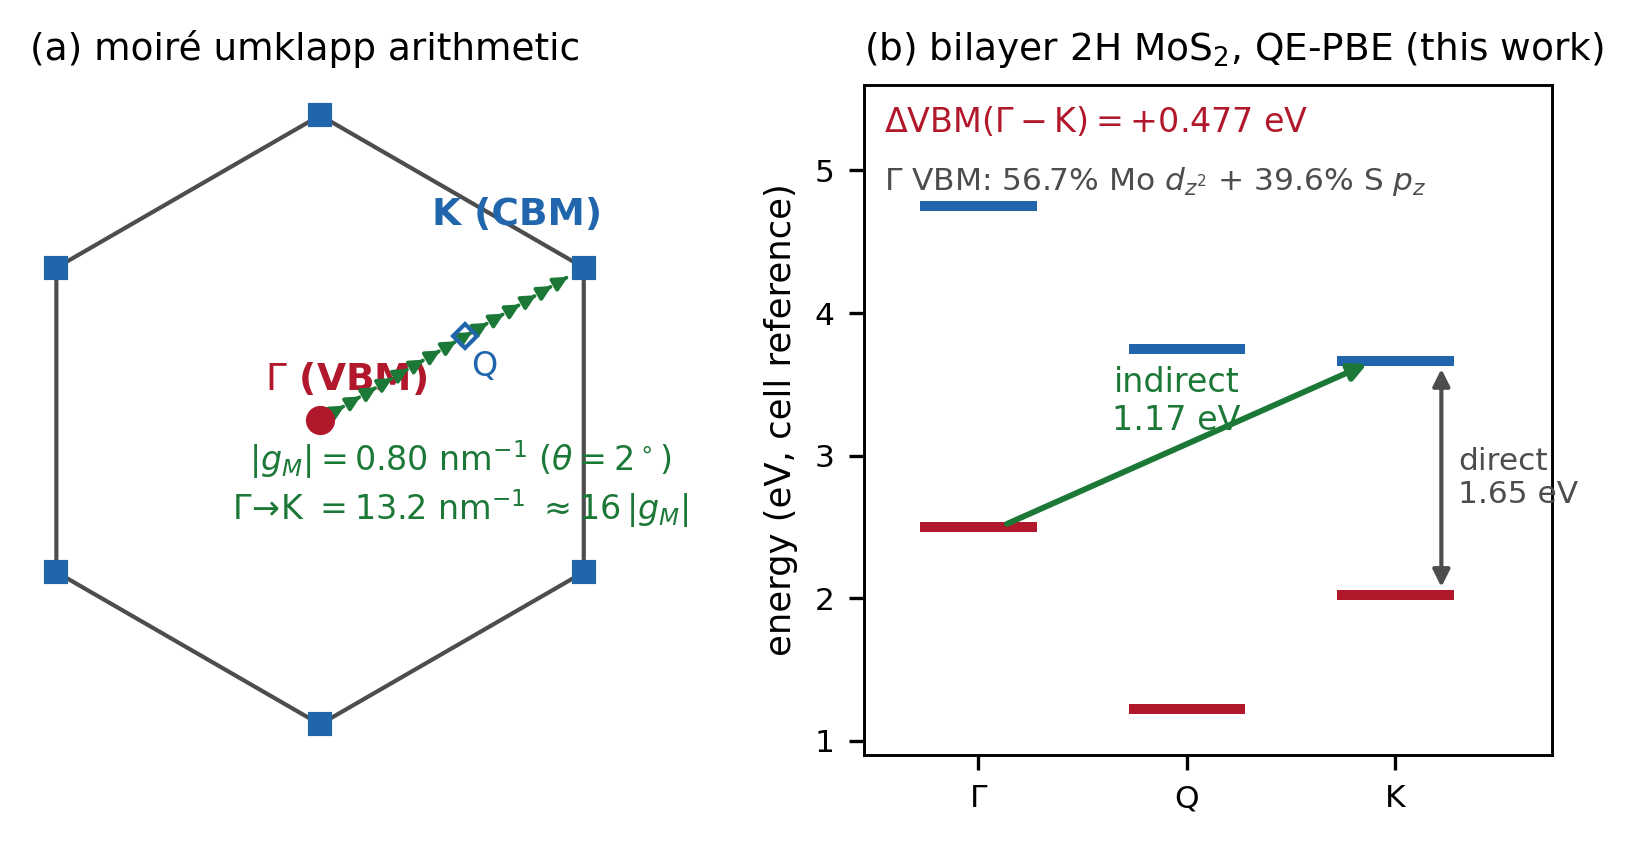 (a) moiré umklapp arithmetic
K (CBM)
Q
Γ (VBM)
|g_M| = 0.80 nm⁻¹ (θ = 2°)
Γ→K = 13.2 nm⁻¹ ≈ 16 |g_M|
(b) bilayer 2H MoS₂, QE-PBE (this work)
ΔVBM(Γ − K) = +0.477 eV
Γ VBM: 56.7% Mo d_z² + 39.6% S p_z
energy (eV, cell reference)
5
4
3
2
1
indirect
1.17 eV
direct
1.65 eV
Γ Q K